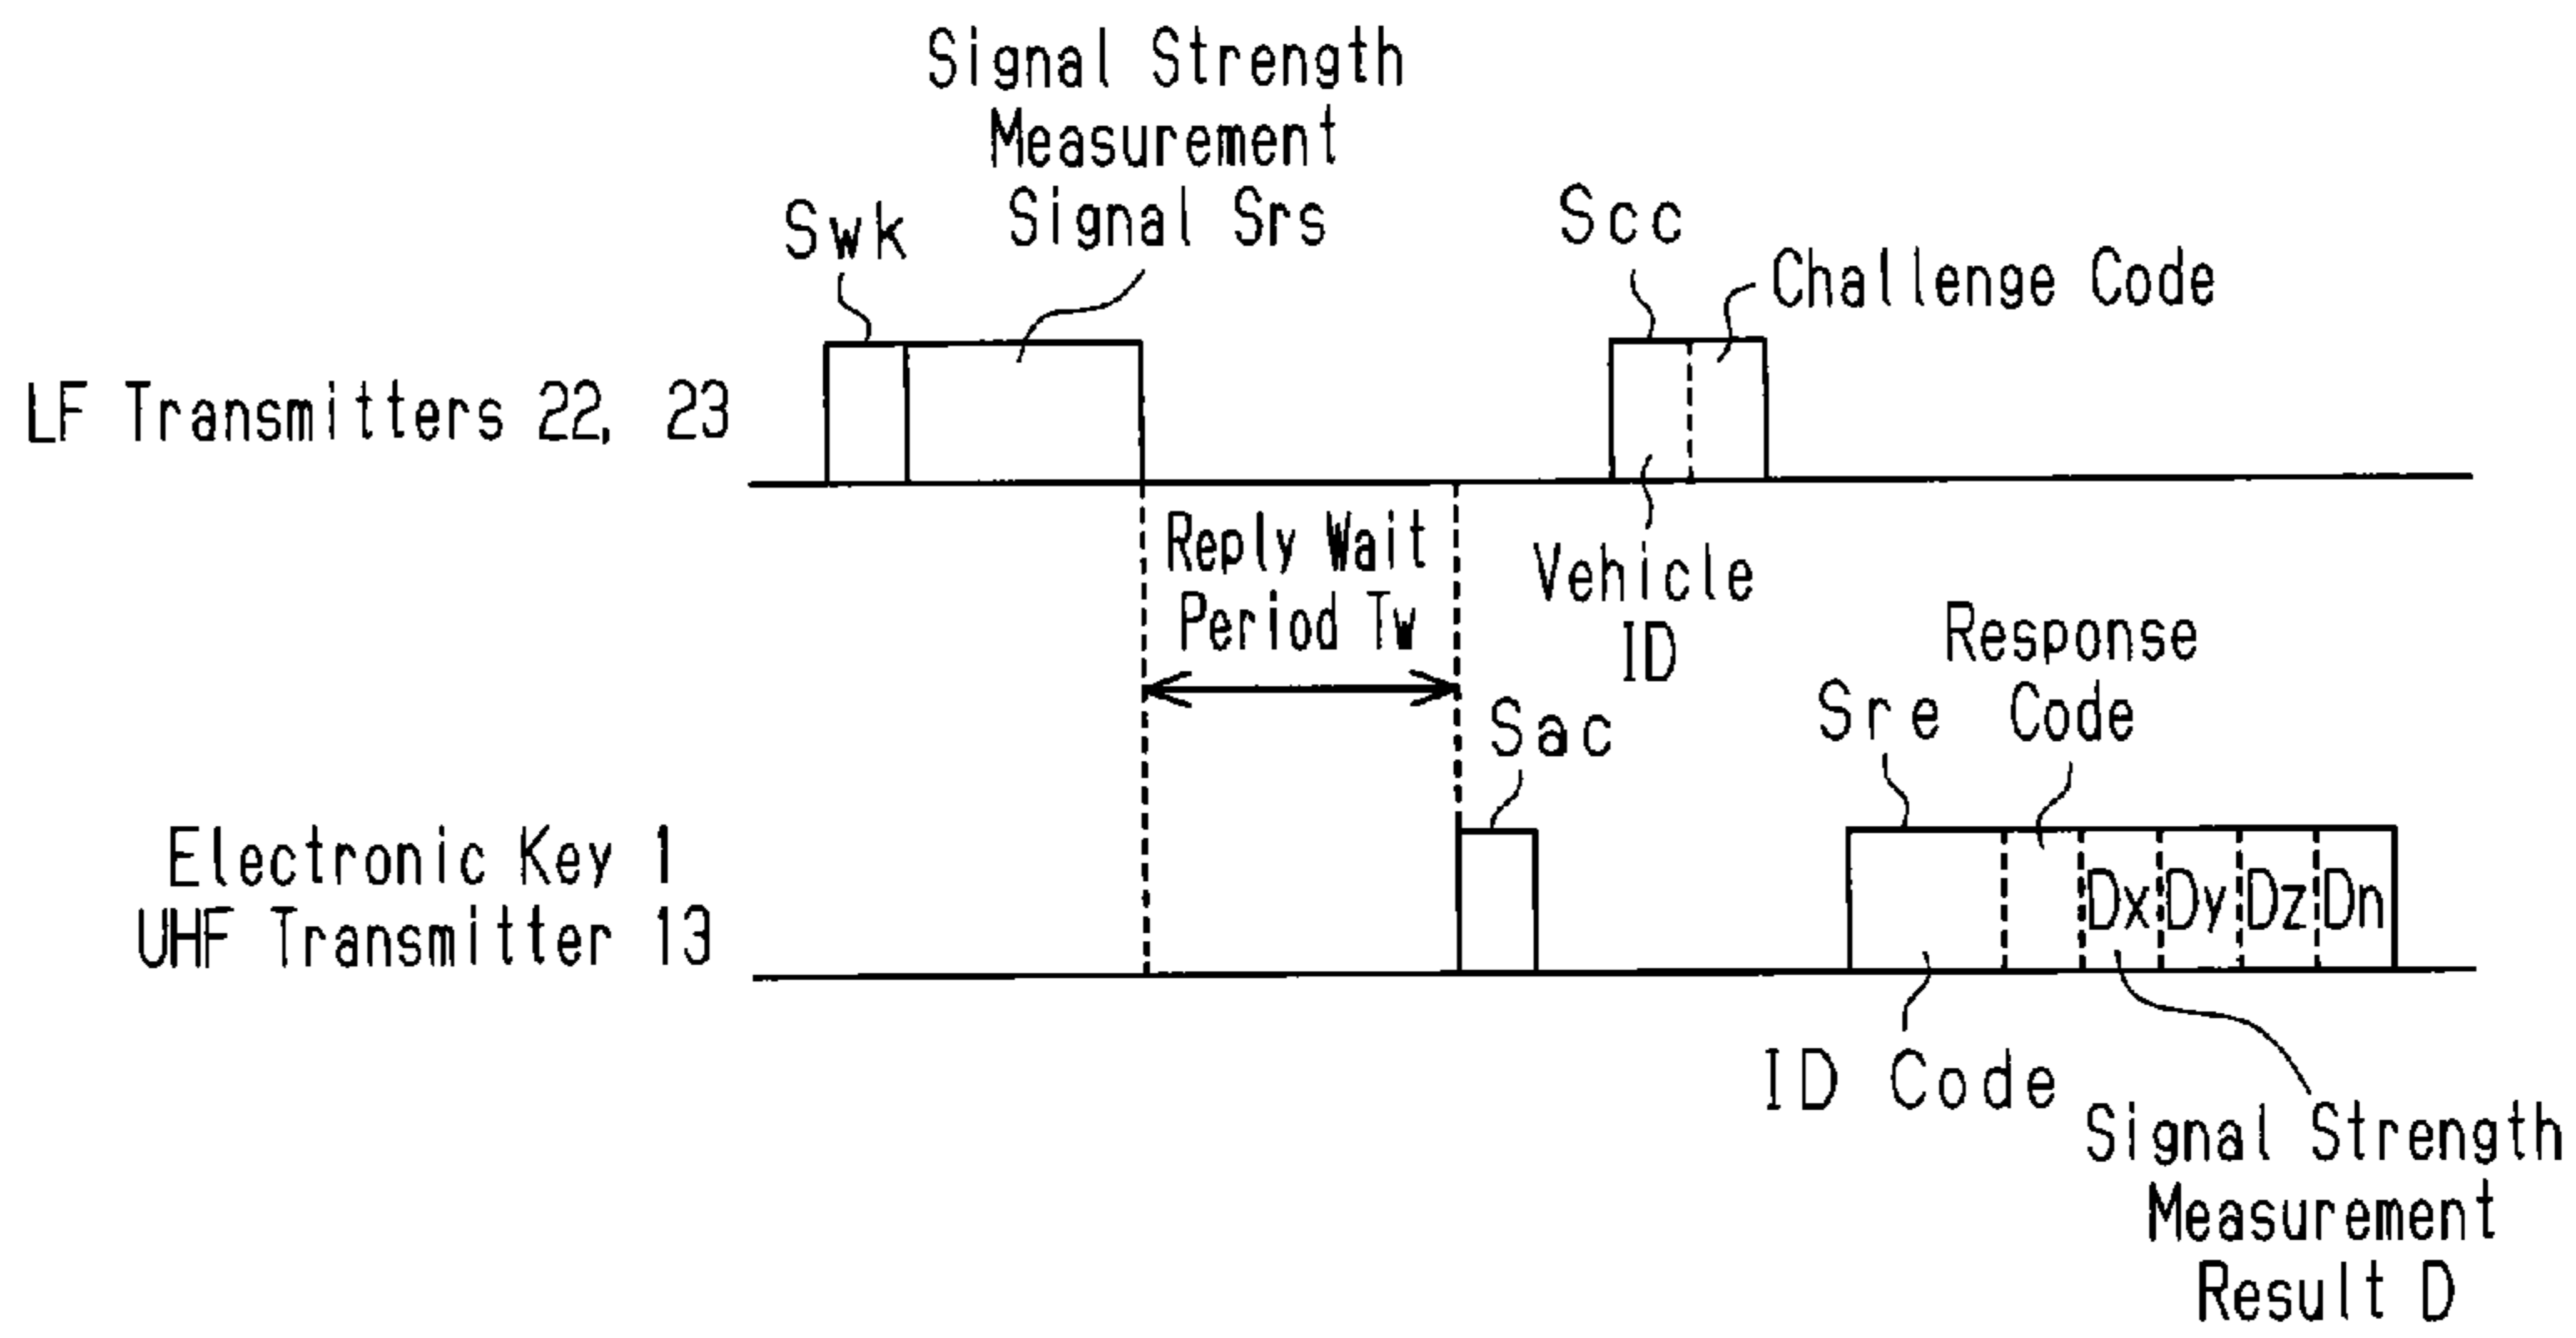 Signal Strength
Measurement
Signal Srs
Swk
Scc
Challenge Code
LF Transmitters 22, 23
Reply Wait
Period Tw
Vehicle
ID
Response
Code
Sre
Sac
Electronic Key 1
UHF Transmitter 13
Dx Dy Dz Dn
ID Code
Signal Strength
Measurement
Result D